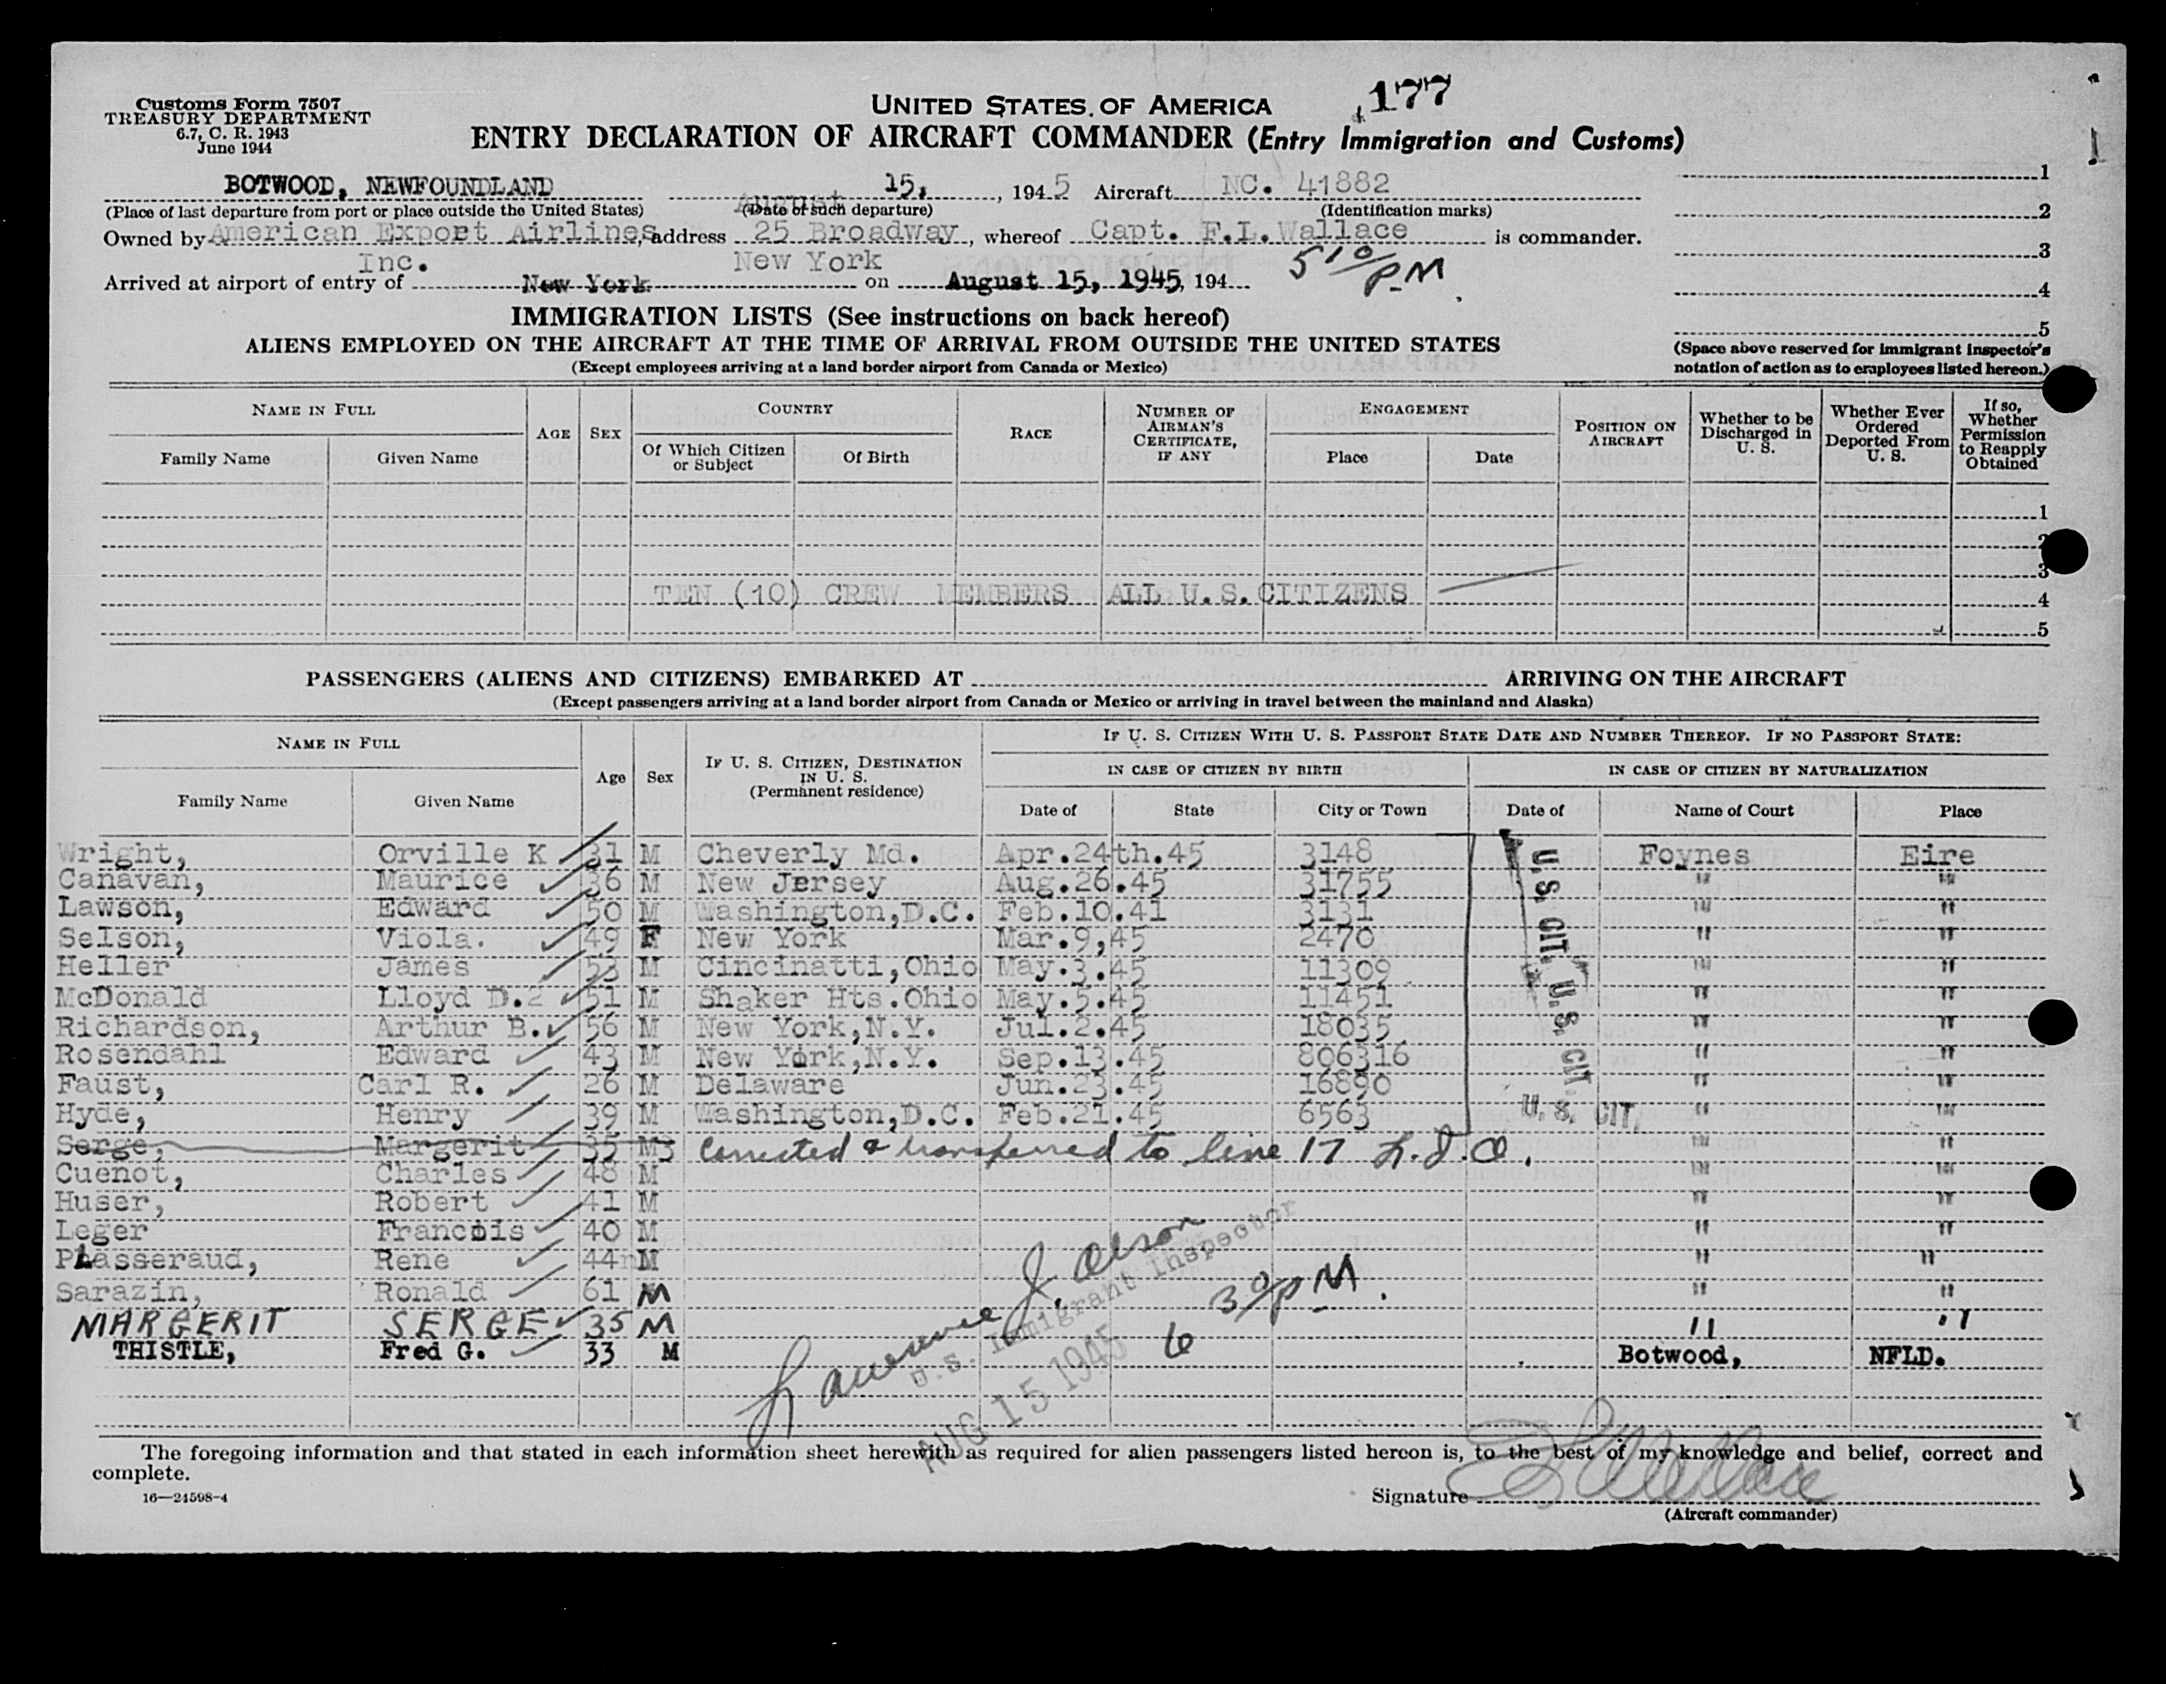 177
Customs Form 7507
TREASURY DEPARTMENT
6.7, C. R. 1943
June 1944
UNITED STATES OF AMERICA
ENTRY DECLARATION OF AIRCRAFT COMMANDER (Entry Immigration and Customs)
BOTWOOD, NEWFOUNDLAND August 15, , 1945 Aircraft NC. 41882 1
(Place of last departure from port or place outside the United States) (Date of such departure) (Identification marks) 2
Owned by American Export Airlines, address 25 Broadway, whereof Capt. F.L. Wallace is commander.
Inc. New York 5 10/PM 3
Arrived at airport of entry of New York on August 15, 1945, 194 4
IMMIGRATION LISTS (See instructions on back hereof) 5
ALIENS EMPLOYED ON THE AIRCRAFT AT THE TIME OF ARRIVAL FROM OUTSIDE THE UNITED STATES
(Except employees arriving at a land border airport from Canada or Mexico)
(Space above reserved for immigrant inspector's
notation of action as to employees listed hereon.)
NAME IN FULL AGE SEX COUNTRY RACE NUMBER OF AIRMAN'S CERTIFICATE, IF ANY ENGAGEMENT POSITION ON AIRCRAFT Whether to be Discharged in U. S. Whether Ever Ordered Deported From U. S. If so, Whether Permission to Reapply Obtained
Family Name Given Name Of Which Citizen or Subject Of Birth Place Date
1
2
3
TEN (10) CREW MEMBERS ALL U.S. CITIZENS
4
5
PASSENGERS (ALIENS AND CITIZENS) EMBARKED AT ARRIVING ON THE AIRCRAFT
(Except passengers arriving at a land border airport from Canada or Mexico or arriving in travel between the mainland and Alaska)
NAME IN FULL Age Sex IF U. S. CITIZEN, DESTINATION IN U. S. (Permanent residence) IF U. S. CITIZEN WITH U. S. PASSPORT STATE DATE AND NUMBER THEREOF. IF NO PASSPORT STATE:
IN CASE OF CITIZEN BY BIRTH IN CASE OF CITIZEN BY NATURALIZATION
Family Name Given Name Date of State City or Town Date of Name of Court Place
Wright, Orville K 31 M Cheverly Md. Apr.24th.45 3148 U. S. CIT. Foynes Eire
Canavan, Maurice 36 M New Jersey Aug.26.45 31755 " "
Lawson, Edward 50 M Washington,D.C. Feb.10.41 3131 " "
Selson, Viola. 49 F New York Mar.9,45 2470 " "
Heller James 53 M Cincinatti,Ohio May.3.45 11309 " "
McDonald Lloyd D. 51 M Shaker Hts.Ohio May.5.45 11451 U. S. CIT. " "
Richardson, Arthur B. 56 M New York,N.Y. Jul.2.45 18035 " "
Rosendahl Edward 43 M New York,N.Y. Sep.13.45 806316 " "
Faust, Carl R. 26 M Delaware Jun.23.45 16890 " "
Hyde, Henry 39 M Washington,D.C. Feb.21.45 6563 U. S. CIT. " "
Serge, Margerit 35 M Corrected & transferred to line 17 L.J.O. " "
Cuenot, Charles 48 M " "
Huser, Robert 41 M " "
Leger Francois 40 M " "
Plasseraud, Rene 44 M " "
Sarazin, Ronald 61 M " "
MARGERIT SERGE 35 M " "
THISTLE, Fred G. 33 M Botwood, NFLD.
Lawrence J. Olson
U.S. Immigrant Inspector
6 30/PM.
AUG 15 1945
The foregoing information and that stated in each information sheet herewith as required for alien passengers listed hereon is, to the best of my knowledge and belief, correct and
complete.
16—24598-4
Signature F L Wallace
(Aircraft commander)